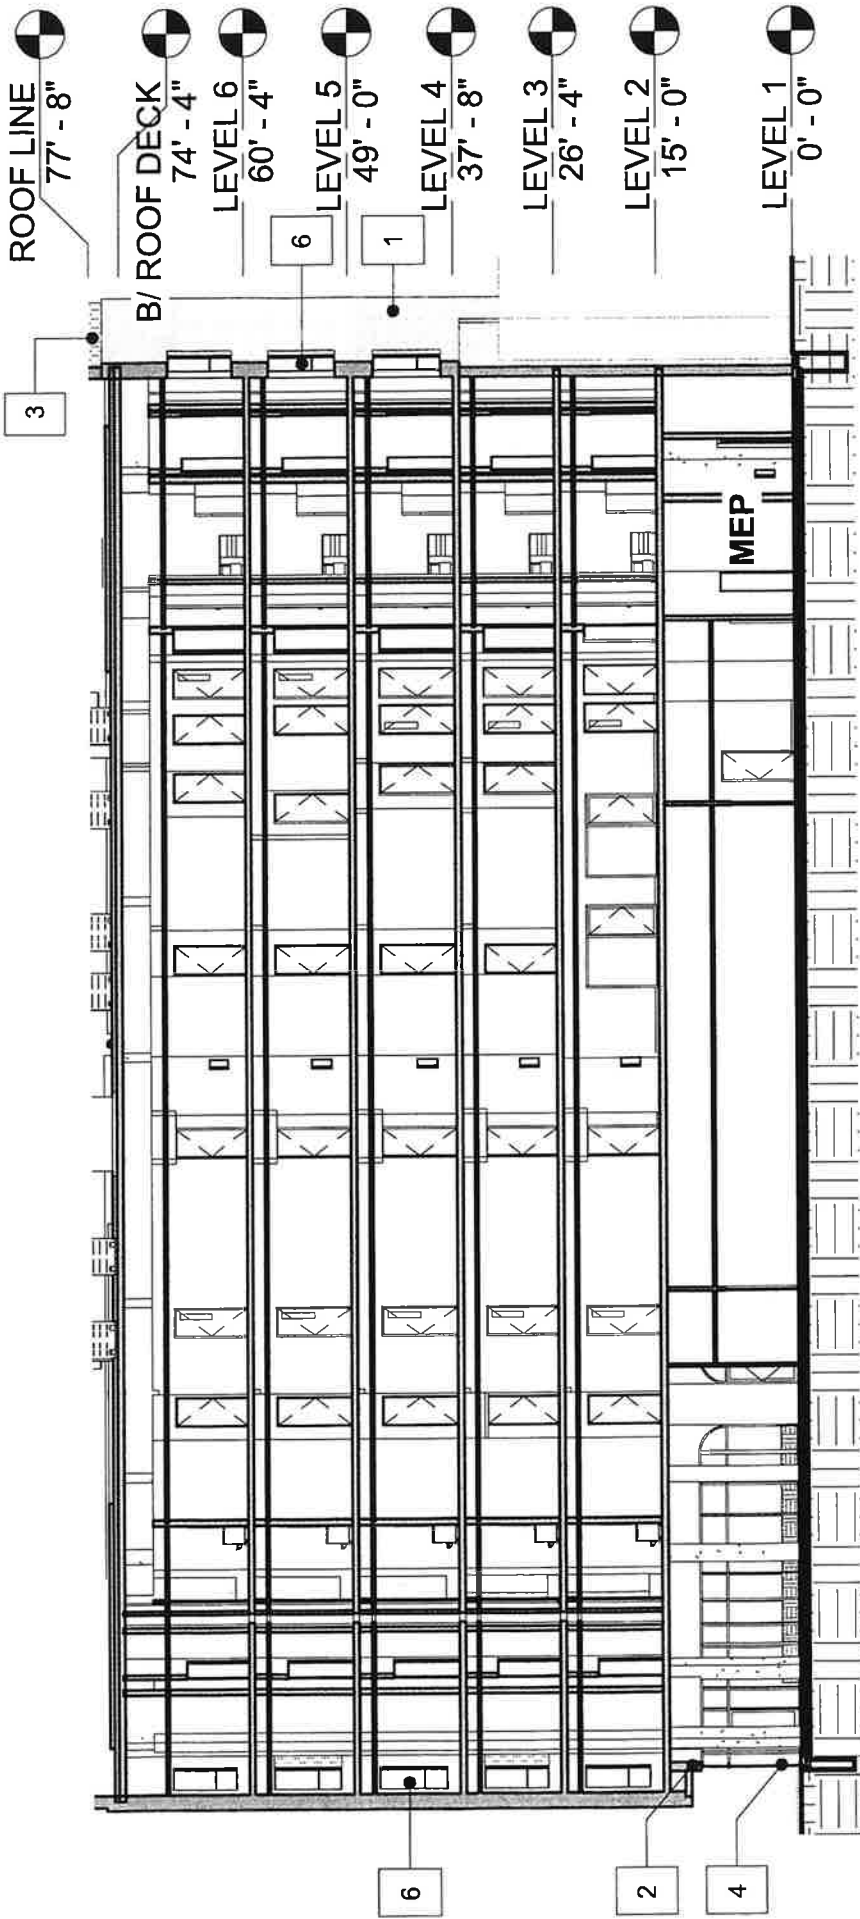 ROOF LINE
77' - 8"
B/ ROOF DECK
74' - 4"
LEVEL 6
60' - 4"
LEVEL 5
49' - 0"
LEVEL 4
37' - 8"
LEVEL 3
26' - 4"
LEVEL 2
15' - 0"
LEVEL 1
0' - 0"
3
6
1
MEP
6
2
4